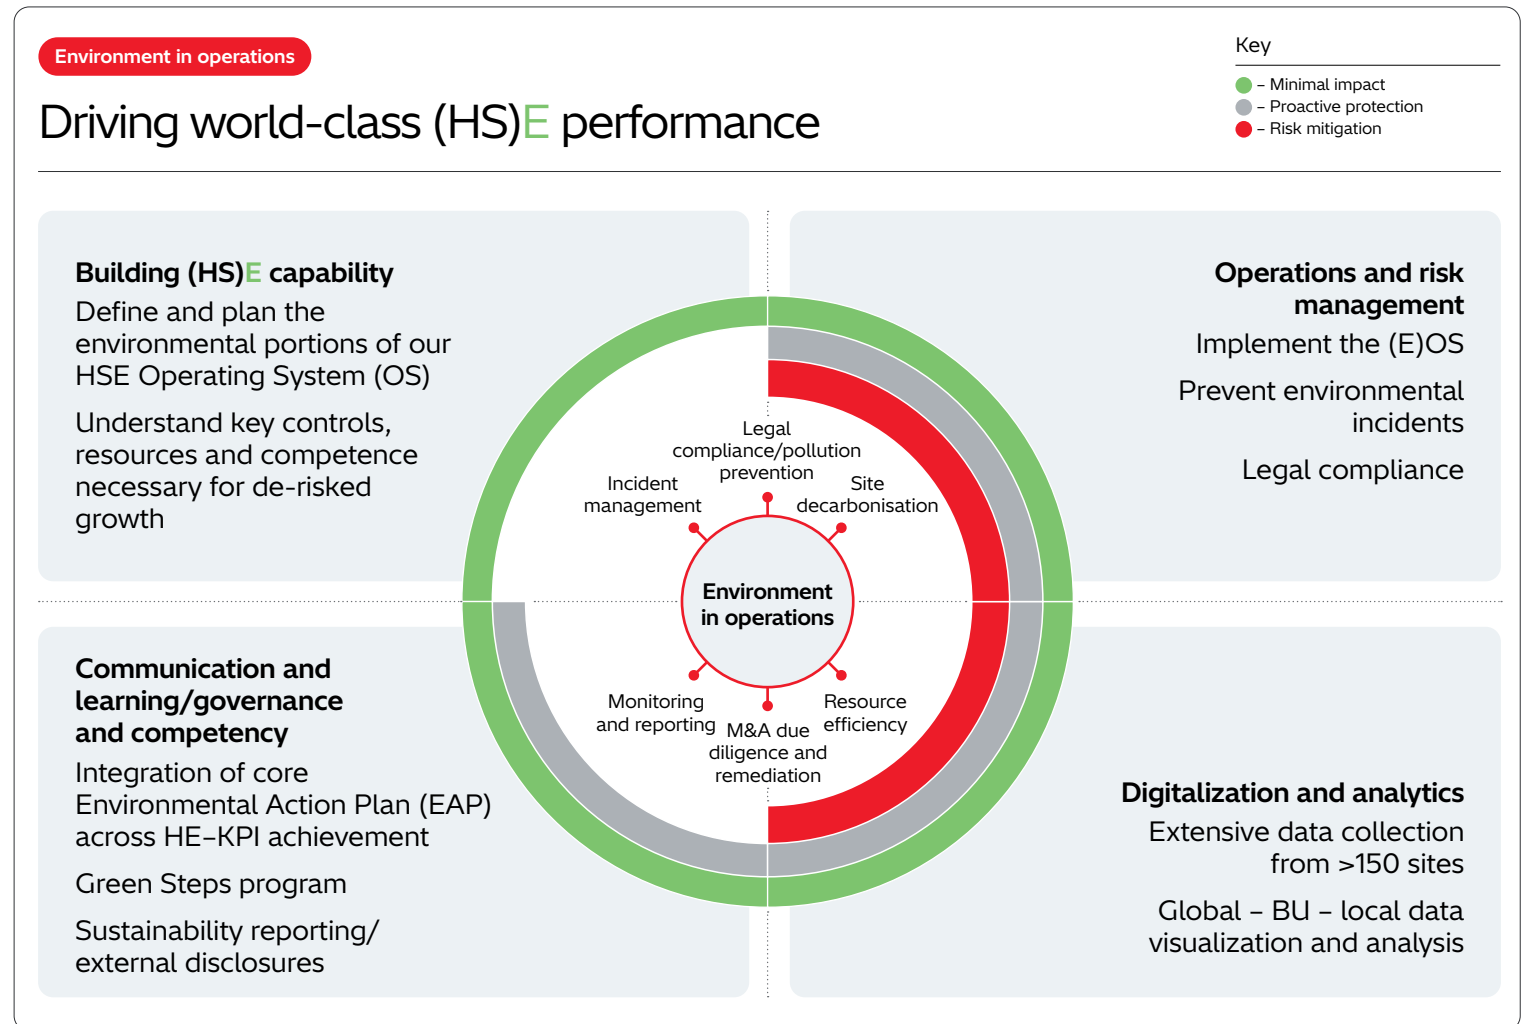 Environment in operations
Driving world-class (HS)E performance
Key
– Minimal impact
– Proactive protection
– Risk mitigation
Building (HS)E capability
Define and plan the
environmental portions of our
HSE Operating System (OS)
Understand key controls,
resources and competence
necessary for de-risked
growth
Operations and risk
management
Implement the (E)OS
Prevent environmental
incidents
Legal compliance
Legal
compliance/pollution
prevention
Incident
management
Site
decarbonisation
Environment
in operations
Monitoring
and reporting
M&A due
diligence and
remediation
Resource
efficiency
Communication and
learning/governance
and competency
Integration of core
Environmental Action Plan (EAP)
across HE–KPI achievement
Green Steps program
Sustainability reporting/
external disclosures
Digitalization and analytics
Extensive data collection
from >150 sites
Global – BU – local data
visualization and analysis